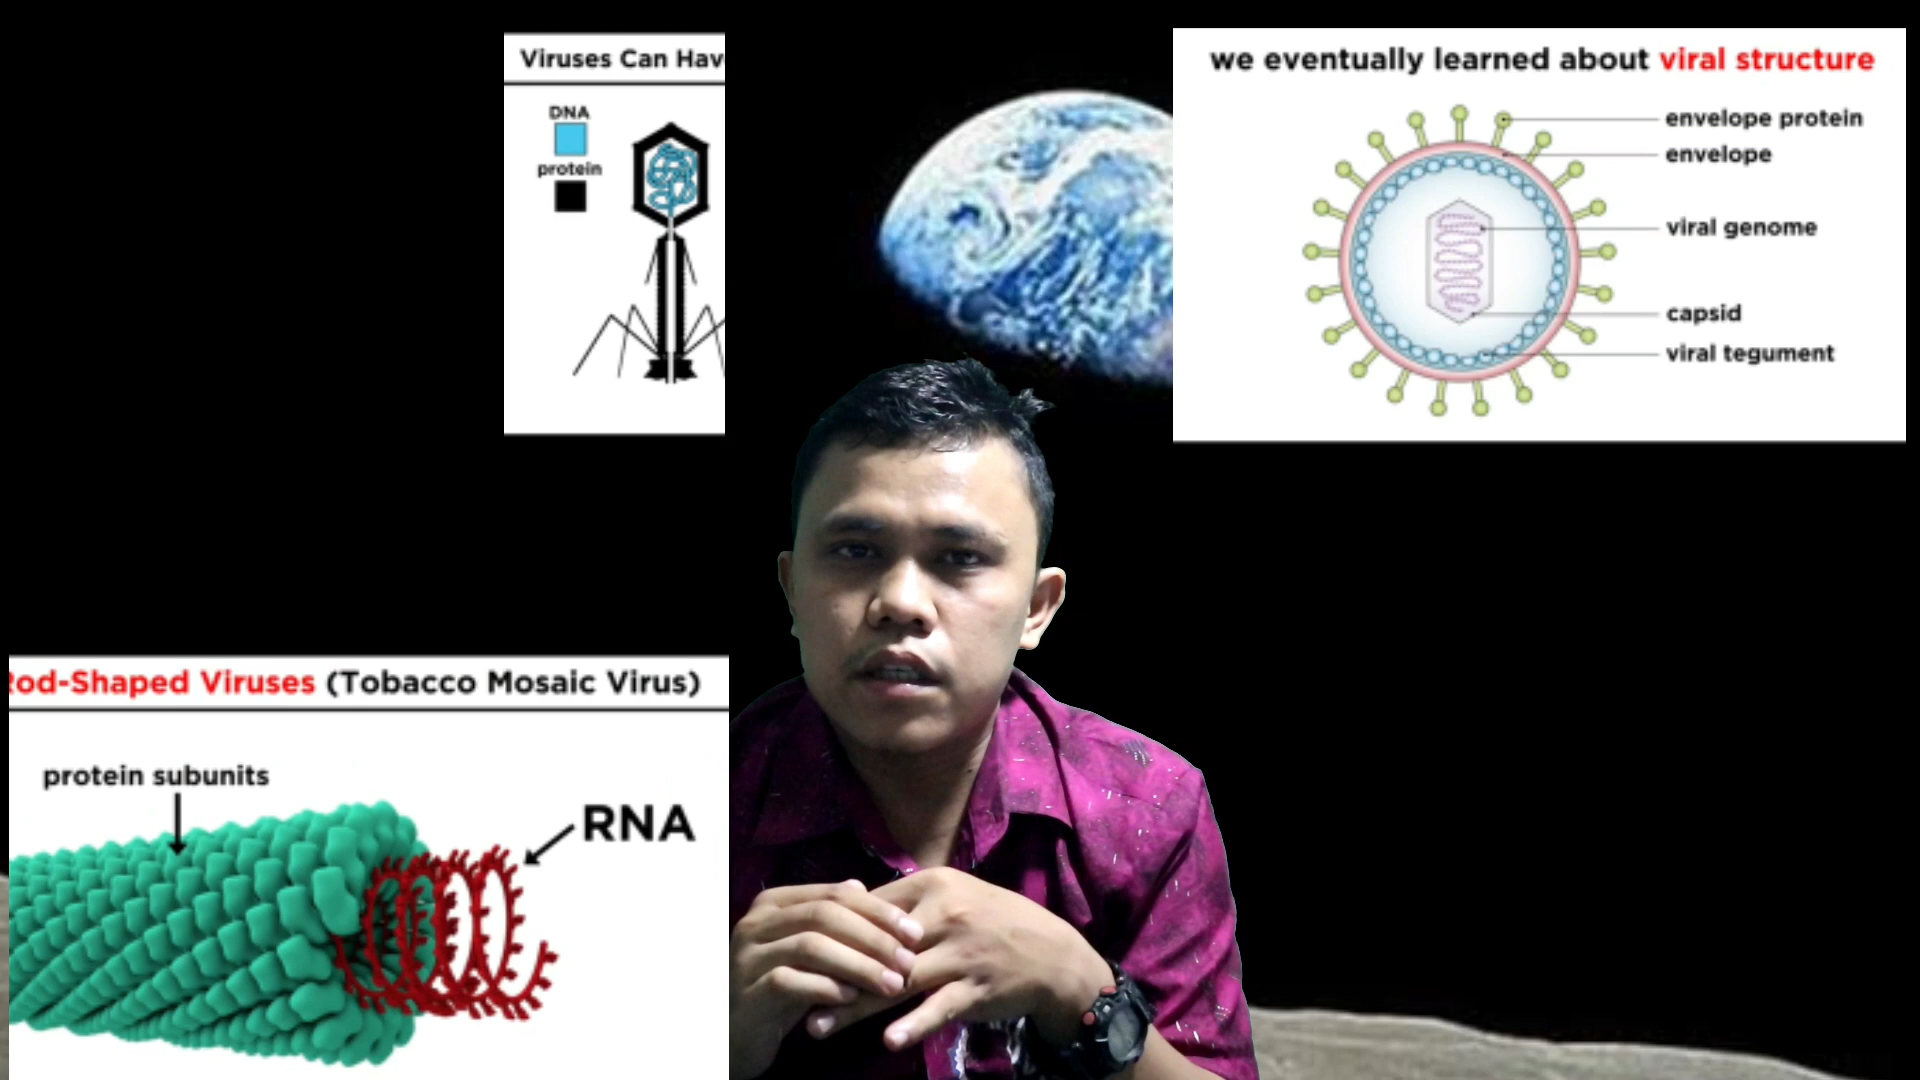 Viruses Can Hav
DNA
protein
we eventually learned about viral structure
envelope protein
envelope
viral genome
capsid
viral tegument
Rod-Shaped Viruses (Tobacco Mosaic Virus)
protein subunits
RNA